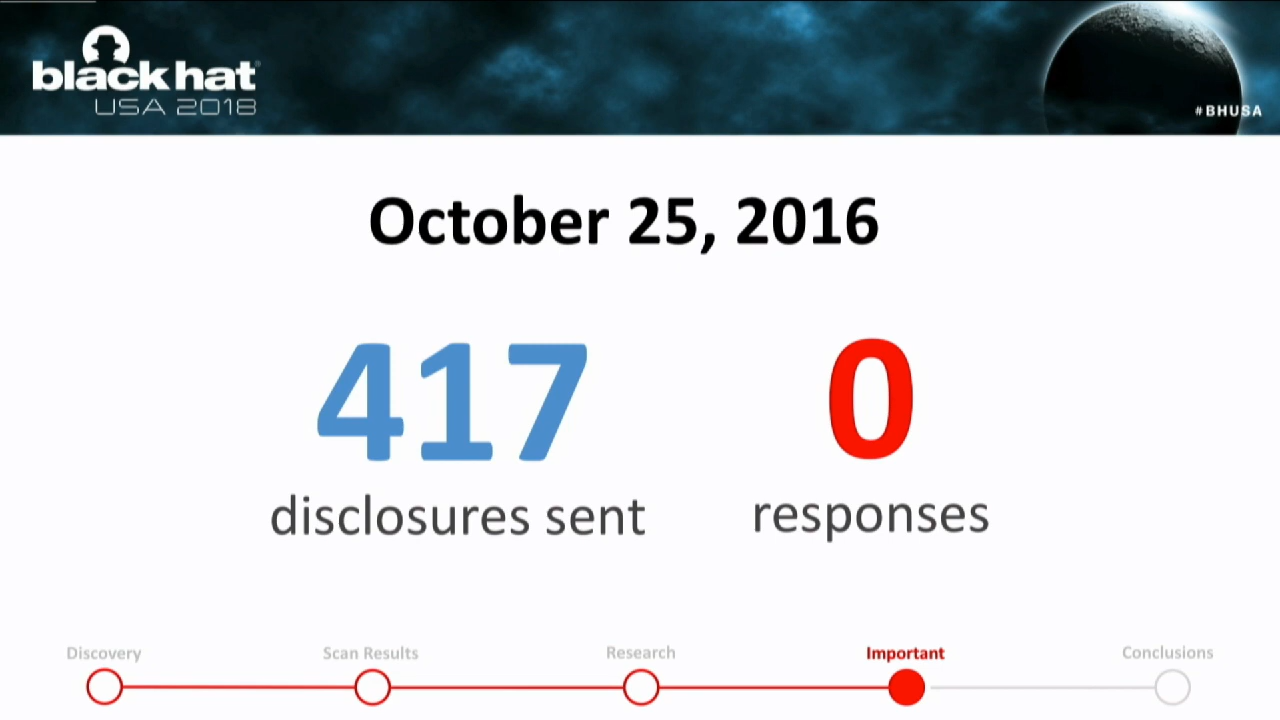 black hat
USA 2018
#BHUSA
October 25, 2016
417
disclosures sent
0
responses
Discovery
Scan Results
Research
Important
Conclusions